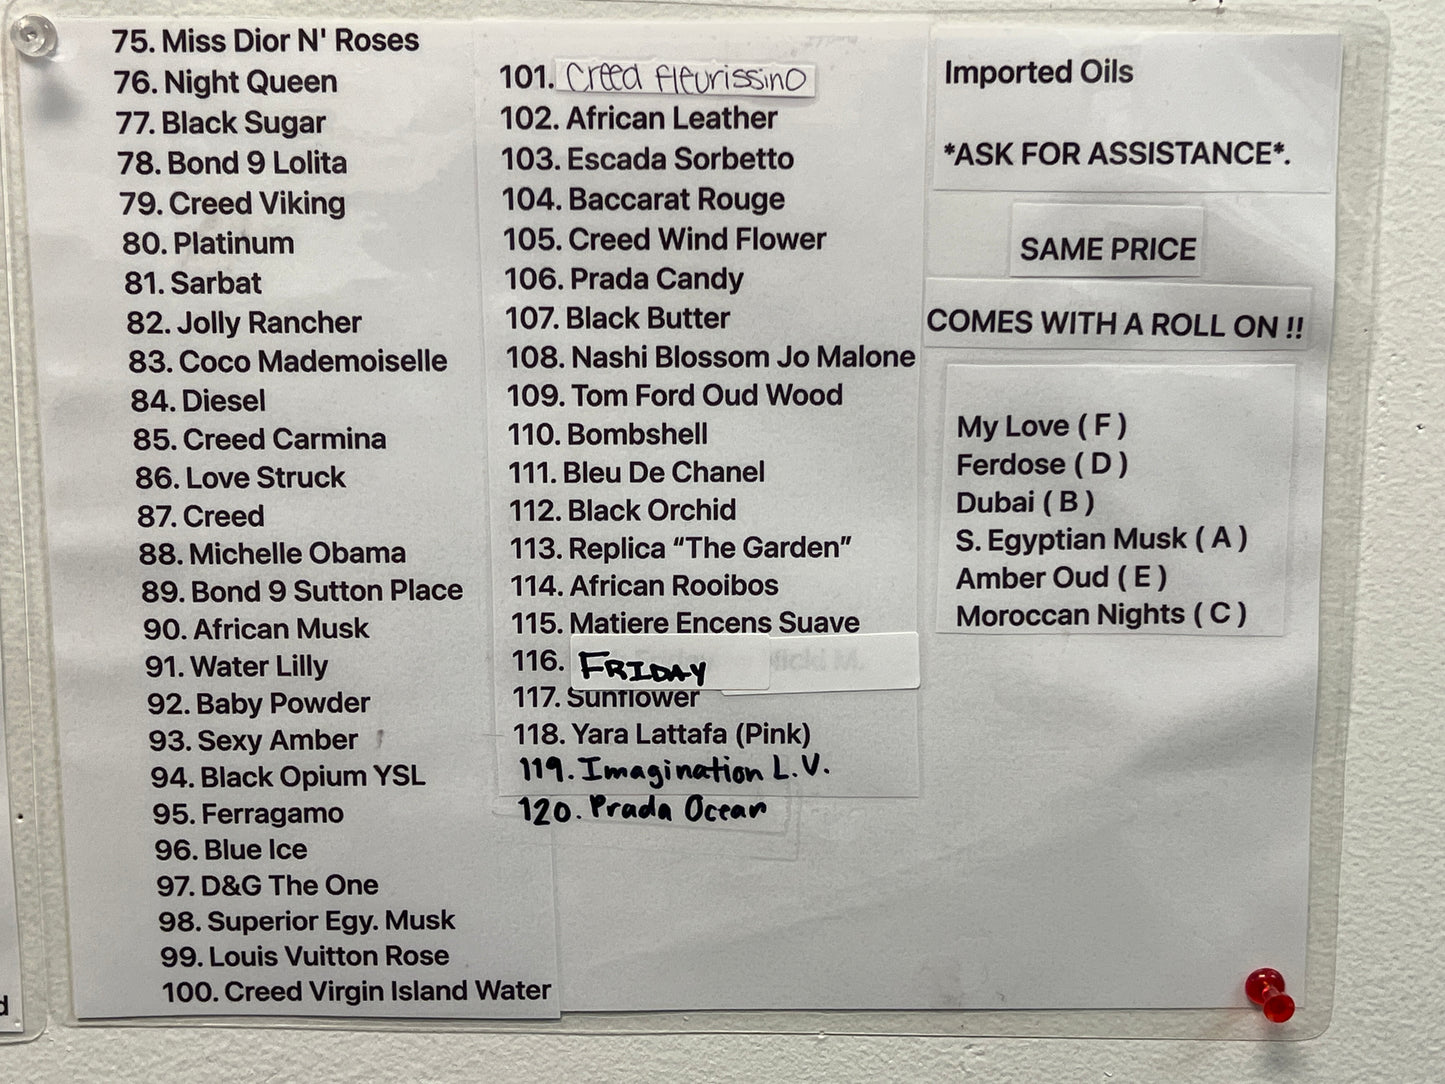 75. Miss Dior N' Roses
76. Night Queen
77. Black Sugar
78. Bond 9 Lolita
79. Creed Viking
80. Platinum
81. Sarbat
82. Jolly Rancher
83. Coco Mademoiselle
84. Diesel
85. Creed Carmina
86. Love Struck
87. Creed
88. Michelle Obama
89. Bond 9 Sutton Place
90. African Musk
91. Water Lilly
92. Baby Powder
93. Sexy Amber
94. Black Opium YSL
95. Ferragamo
96. Blue Ice
97. D&G The One
98. Superior Egy. Musk
99. Louis Vuitton Rose
100. Creed Virgin Island Water
101. Creed Fleurissino
102. African Leather
103. Escada Sorbetto
104. Baccarat Rouge
105. Creed Wind Flower
106. Prada Candy
107. Black Butter
108. Nashi Blossom Jo Malone
109. Tom Ford Oud Wood
110. Bombshell
111. Bleu De Chanel
112. Black Orchid
113. Replica “The Garden”
114. African Rooibos
115. Matiere Encens Suave
116. FRIDAY
117. Sunflower
118. Yara Lattafa (Pink)
119. Imagination L.V.
120. Prada Ocean
Imported Oils
*ASK FOR ASSISTANCE*.
SAME PRICE
COMES WITH A ROLL ON !!
My Love ( F )
Ferdose ( D )
Dubai ( B )
S. Egyptian Musk ( A )
Amber Oud ( E )
Moroccan Nights ( C )